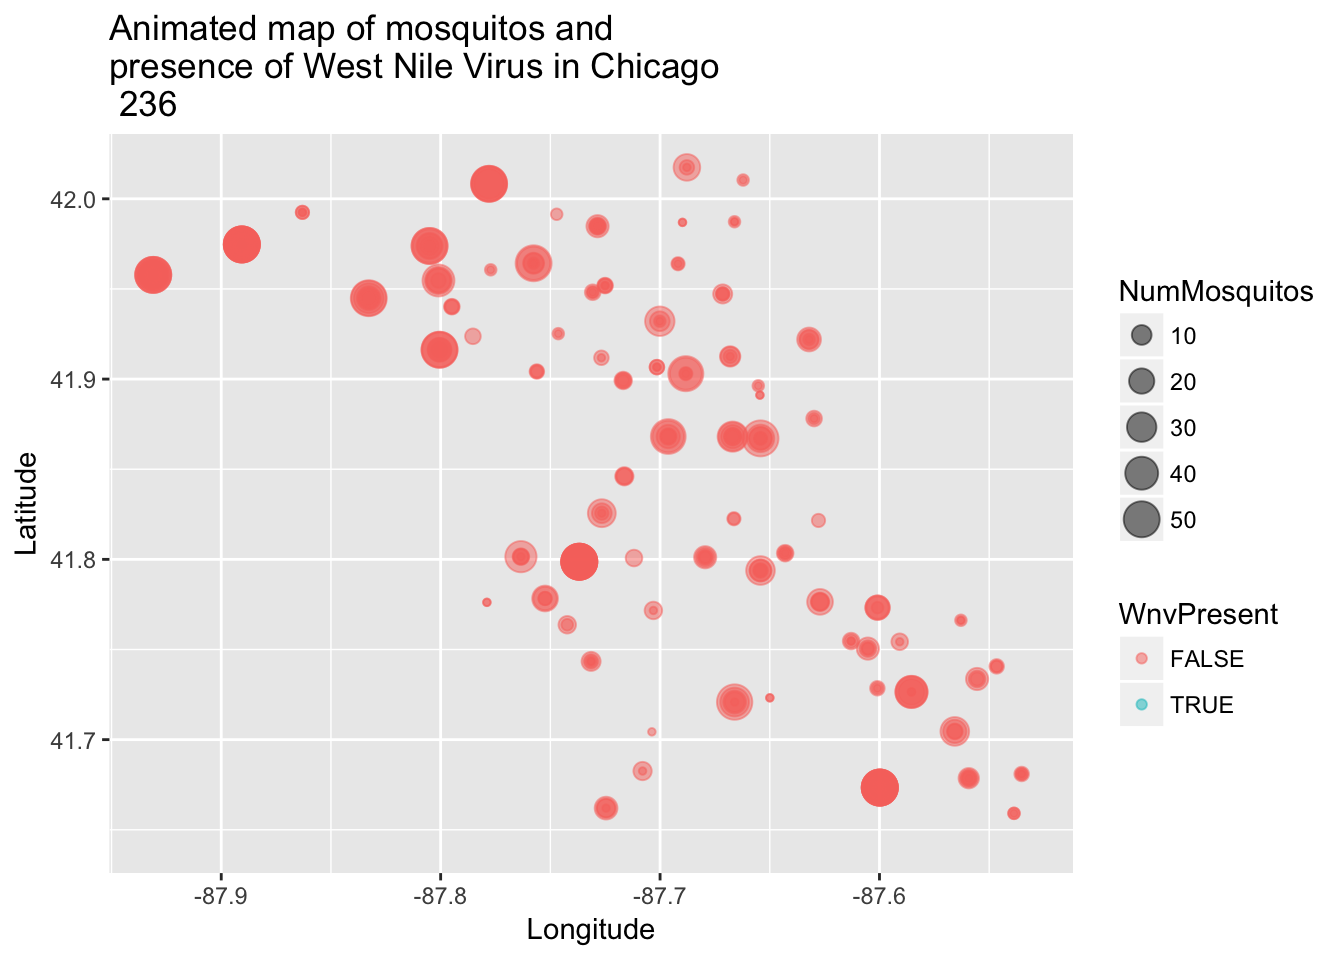 Animated map of mosquitos and
presence of West Nile Virus in Chicago
236
42.0
41.9
41.8
41.7
Latitude
-87.9
-87.8
-87.7
-87.6
Longitude
NumMosquitos
10
20
30
40
50
WnvPresent
FALSE
TRUE